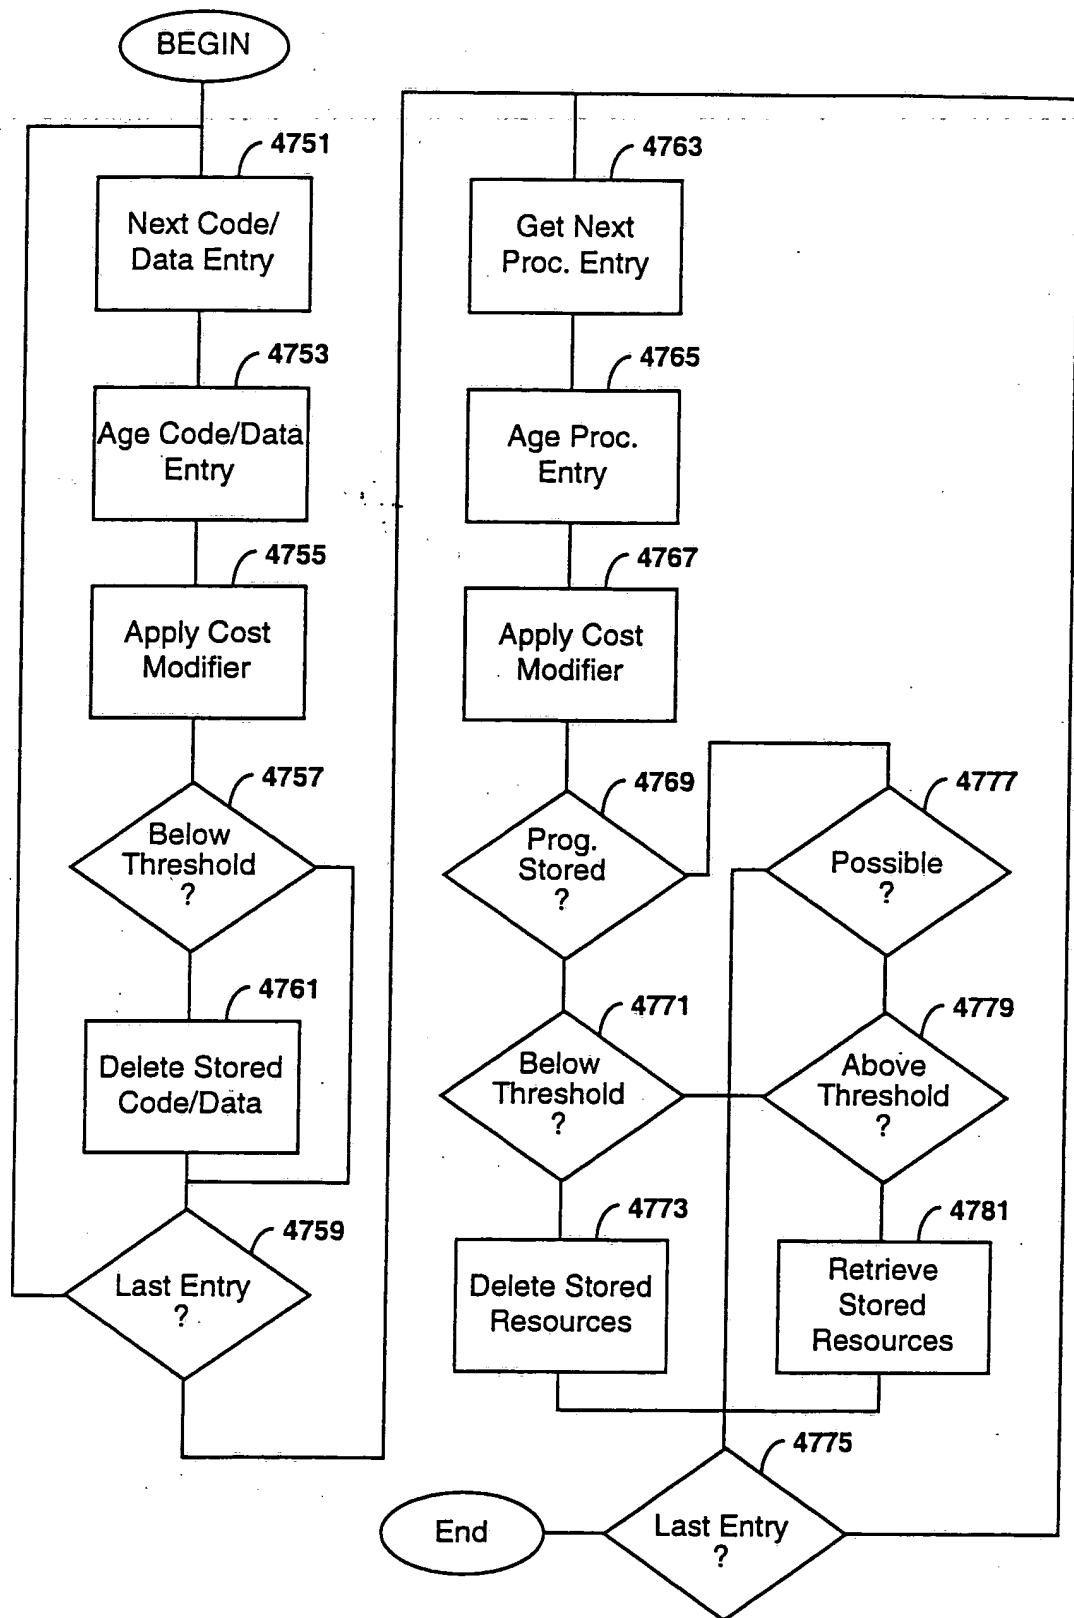 BEGIN
4751
Next Code/
Data Entry
4753
Age Code/Data
Entry
4755
Apply Cost
Modifier
4757
Below
Threshold
?
4761
Delete Stored
Code/Data
4759
Last Entry
?
4763
Get Next
Proc. Entry
4765
Age Proc.
Entry
4767
Apply Cost
Modifier
4769
Prog.
Stored
?
4777
Possible
?
4771
Below
Threshold
?
4779
Above
Threshold
?
4773
Delete Stored
Resources
4781
Retrieve
Stored
Resources
4775
Last Entry
?
End